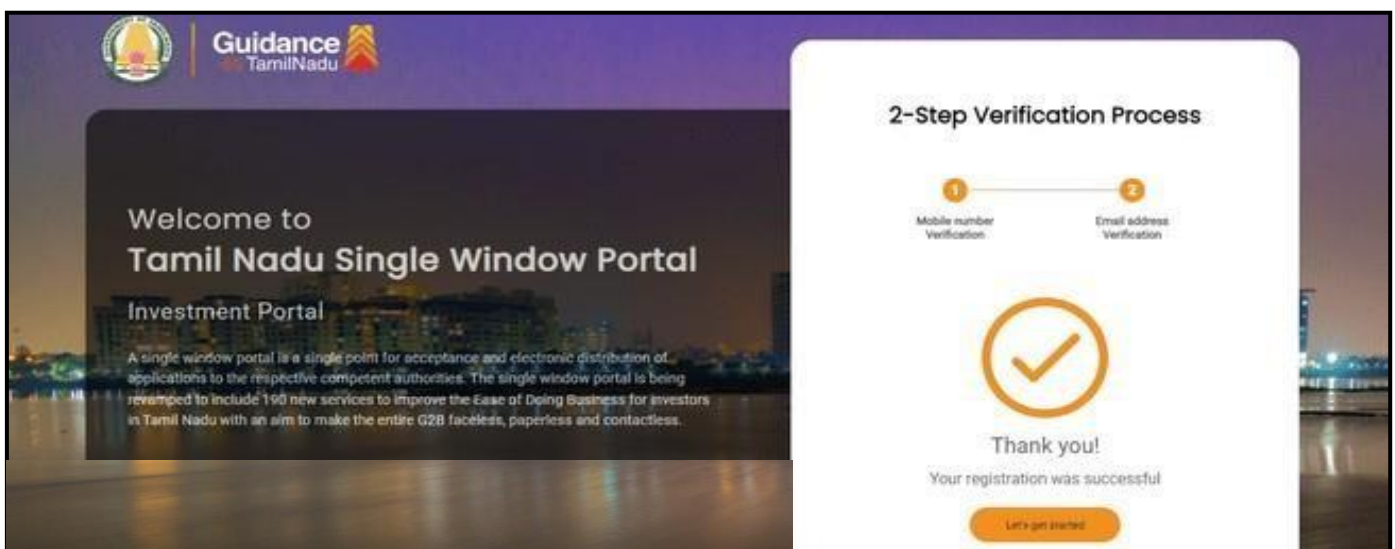 Guidance
TamilNadu
Welcome to
Tamil Nadu Single Window Portal
Investment Portal
A single window portal is a single point for acceptance and electronic distribution of
applications to the respective competent authorities. The single window portal is being
revamped to include 190 new services to improve the Ease of Doing Business for investors
in Tamil Nadu with an aim to make the entire G2B faceless, paperless and contactless.
2-Step Verification Process
1
2
Mobile number
Verification
Email address
Verification
Thank you!
Your registration was successful
Let's get started